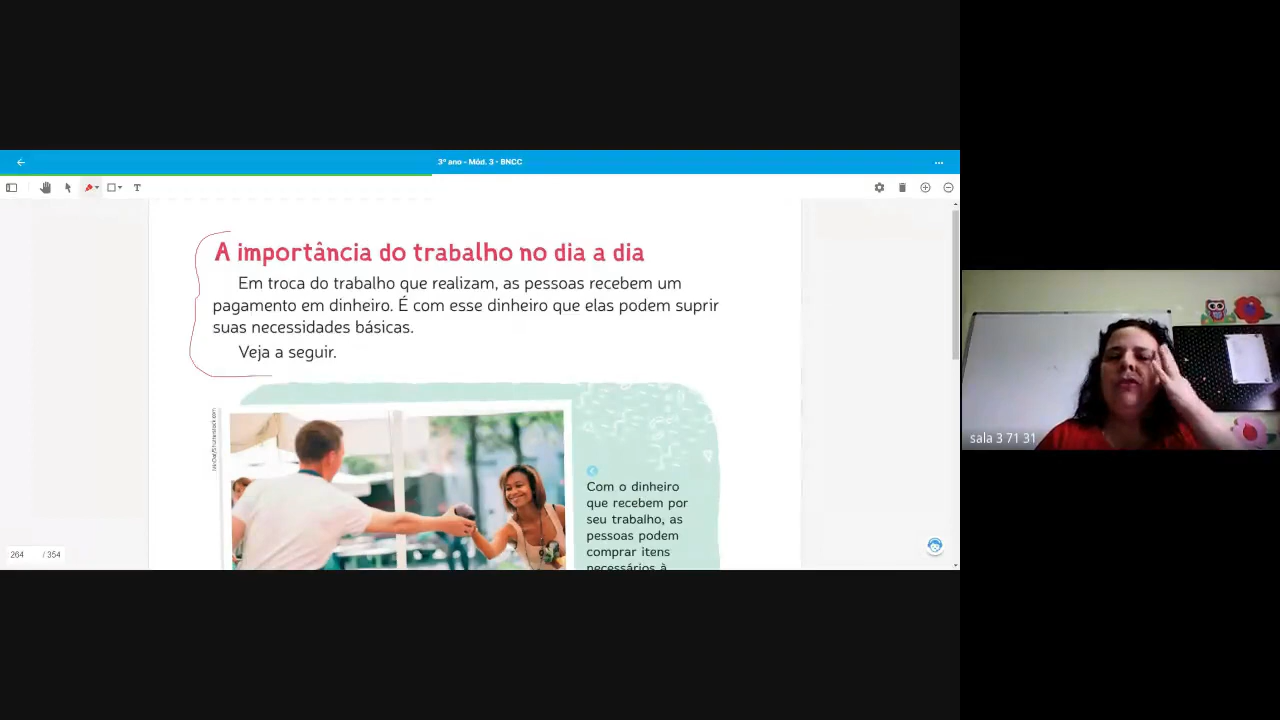 3º ano - Mód. 3 • BNCC
T
A importância do trabalho no dia a dia
Em troca do trabalho que realizam, as pessoas recebem um
pagamento em dinheiro. É com esse dinheiro que elas podem suprir
suas necessidades básicas.
Veja a seguir.
Com o dinheiro
que recebem por
seu trabalho, as
pessoas podem
comprar itens
necessários à
264 / 354
sala 3 71 31